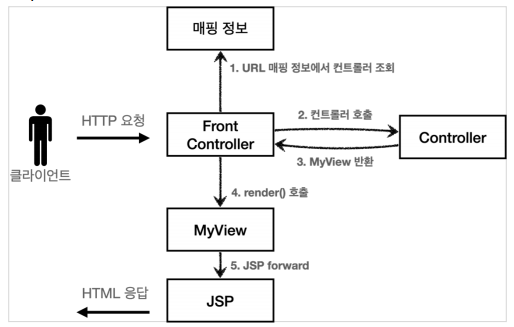 매핑 정보
1. URL 매핑 정보에서 컨트롤러 조회
HTTP 요청
Front
Controller
2. 컨트롤러 호출
Controller
3. MyView 반환
클라이언트
4. render() 호출
MyView
5. JSP forward
HTML 응답
JSP